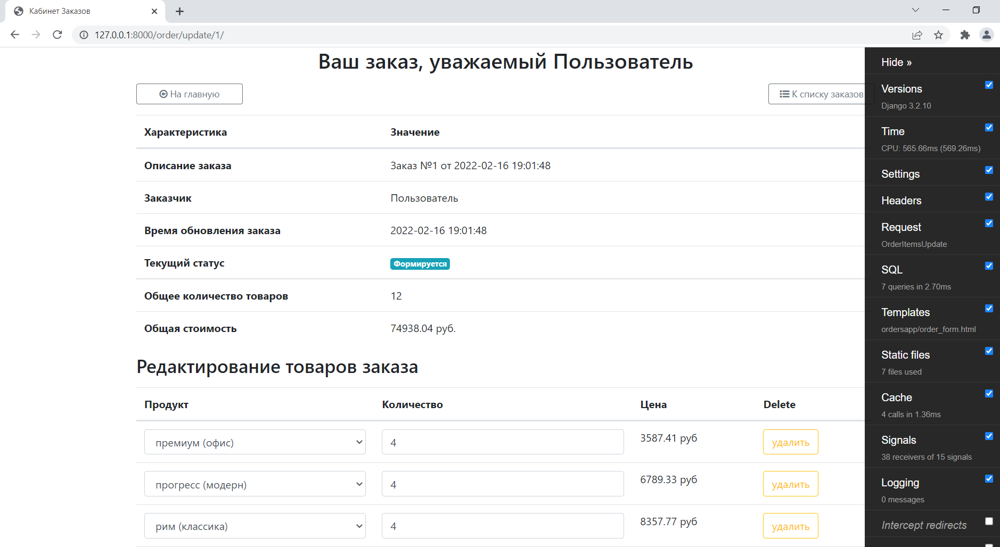 Кабинет Заказов
127.0.0.1:8000/order/update/1/
Ваш заказ, уважаемый Пользователь
На главную
К списку заказов
Характеристика Значение
Описание заказа Заказ №1 от 2022-02-16 19:01:48
Заказчик Пользователь
Время обновления заказа 2022-02-16 19:01:48
Текущий статус Формируется
Общее количество товаров 12
Общая стоимость 74938.04 руб.
Редактирование товаров заказа
Продукт Количество Цена Delete
премиум (офис) 4 3587.41 руб удалить
прогресс (модерн) 4 6789.33 руб удалить
рим (классика) 4 8357.77 руб удалить
Hide »
Versions
Django 3.2.10
Time
CPU: 565.66ms (569.26ms)
Settings
Headers
Request
OrderItemsUpdate
SQL
7 queries in 2.70ms
Templates
ordersapp/order_form.html
Static files
7 files used
Cache
4 calls in 1.36ms
Signals
38 receivers of 15 signals
Logging
0 messages
Intercept redirects